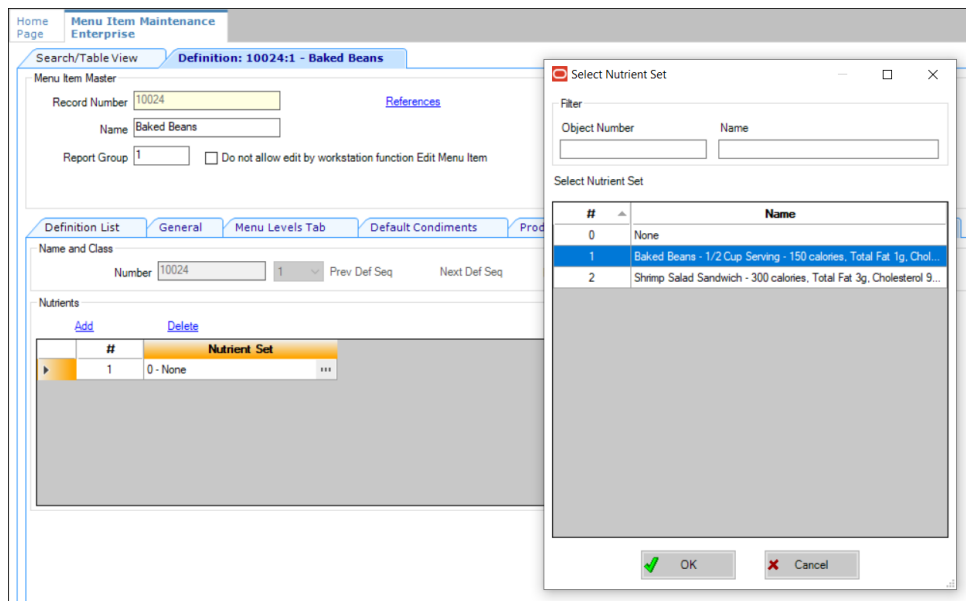 Home
Page
Menu Item Maintenance
Enterprise
Search/Table View
Definition: 10024:1 - Baked Beans
Menu Item Master
Record Number 10024
References
Name Baked Beans
Report Group 1
Do not allow edit by workstation function Edit Menu Item
Definition List
General
Menu Levels Tab
Default Condiments
Prod
Name and Class
Number 10024
1
Prev Def Seq
Next Def Seq
Nutrients
Add
Delete
# Nutrient Set
1 0 - None ...
Select Nutrient Set
Filter
Object Number
Name
Select Nutrient Set
# Name
0 None
1 Baked Beans - 1/2 Cup Serving - 150 calories, Total Fat 1g, Chol...
2 Shrimp Salad Sandwich - 300 calories, Total Fat 3g, Cholesterol 9...
OK
Cancel